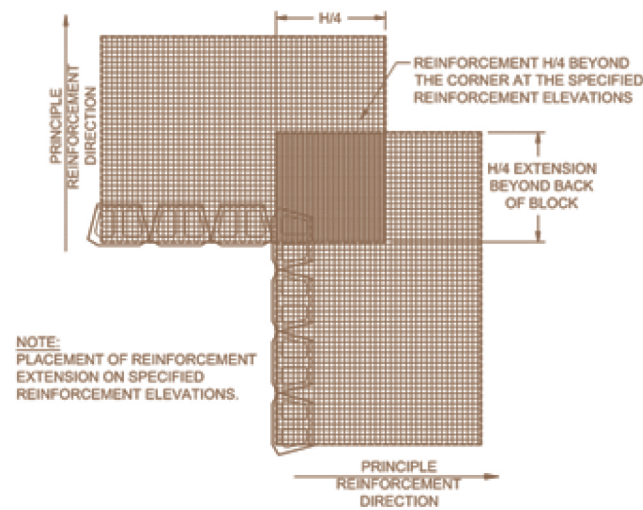 H/4
REINFORCEMENT H/4 BEYOND
THE CORNER AT THE SPECIFIED
REINFORCEMENT ELEVATIONS
PRINCIPLE
REINFORCEMENT
DIRECTION
H/4 EXTENSION
BEYOND BACK
OF BLOCK
NOTE:
PLACEMENT OF REINFORCEMENT
EXTENSION ON SPECIFIED
REINFORCEMENT ELEVATIONS.
PRINCIPLE
REINFORCEMENT
DIRECTION